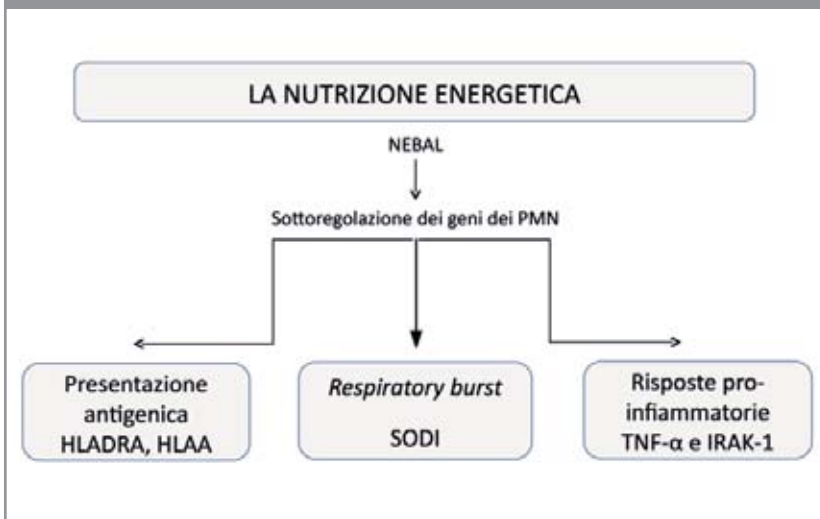 LA NUTRIZIONE ENERGETICA
NEBAL
Sottoregolazione dei geni dei PMN
Presentazione
antigenica
HLADRA, HLAA
Respiratory burst
SODI
Risposte pro-
infiammatorie
TNF-α e IRAK-1